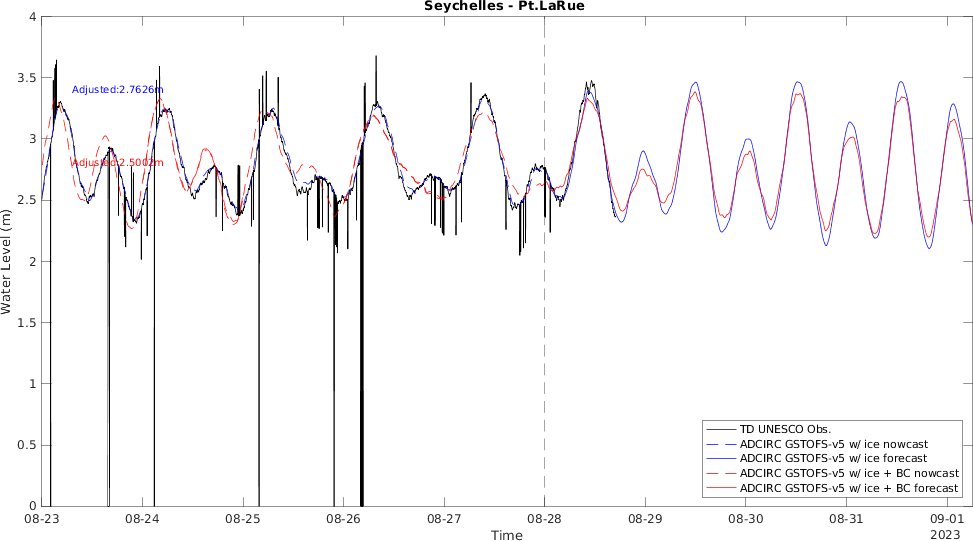 Seychelles - Pt.LaRue
Water Level (m)
4
3.5
3
2.5
2
1.5
1
0.5
0
Adjusted:2.7626m
Adjusted:2.5002m
TD UNESCO Obs.
ADCIRC GSTOFS-v5 w/ ice nowcast
ADCIRC GSTOFS-v5 w/ ice forecast
ADCIRC GSTOFS-v5 w/ ice + BC nowcast
ADCIRC GSTOFS-v5 w/ ice + BC forecast
08-23 08-24 08-25 08-26 08-27 08-28 08-29 08-30 08-31 09-01
Time 2023